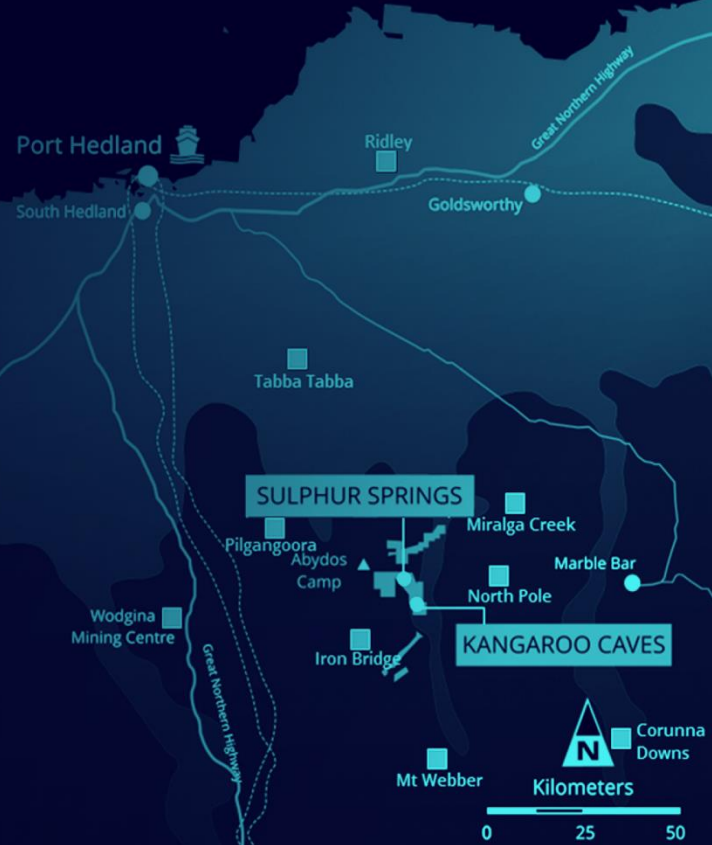 Great Northern Highway
Port Hedland
Ridley
South Hedland
Goldsworthy
Tabba Tabba
SULPHUR SPRINGS
Miralga Creek
Pilgangoora
Abydos
Camp
Marble Bar
North Pole
Wodgina
Mining Centre
KANGAROO CAVES
Iron Bridge
Great Northern Highway
N
Corunna
Downs
Mt Webber
Kilometers
0 25 50